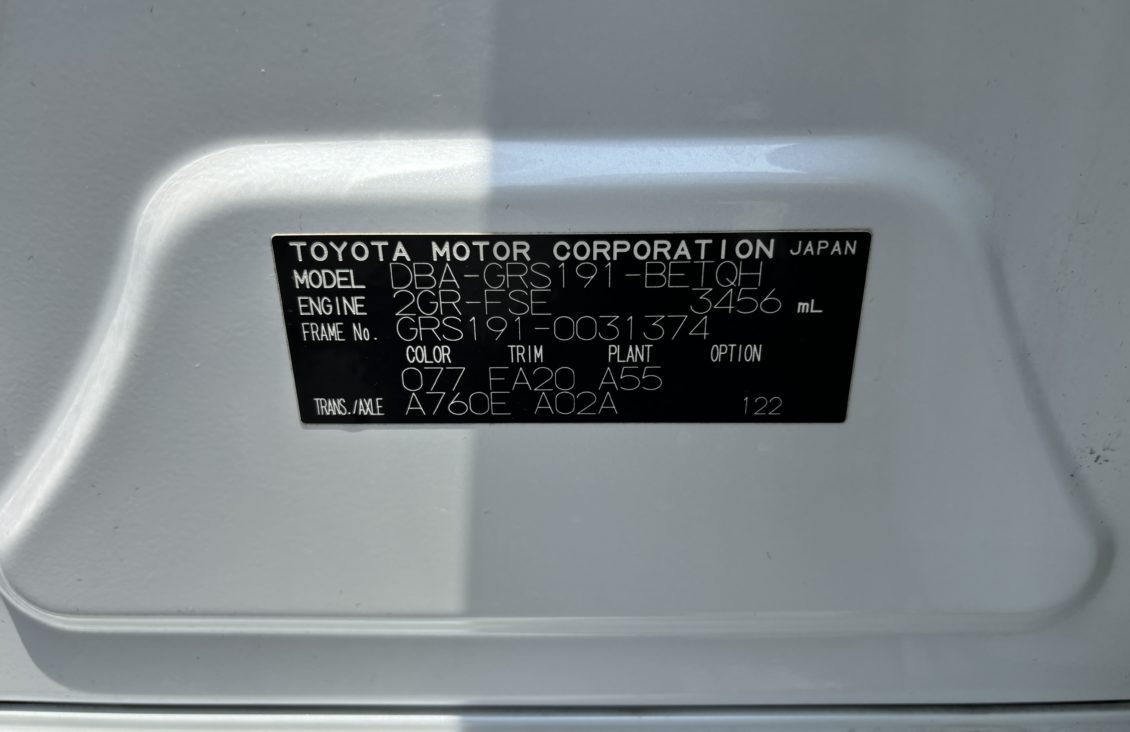 TOYOTA MOTOR CORPORATION JAPAN
MODEL DBA-GRS191-BETQH
ENGINE 2GR-FSE 3456 mL
FRAME No. GRS191-0031374
COLOR TRIM PLANT OPTION
077 EA20 A55
TRANS./AXLE A760E A02A 122